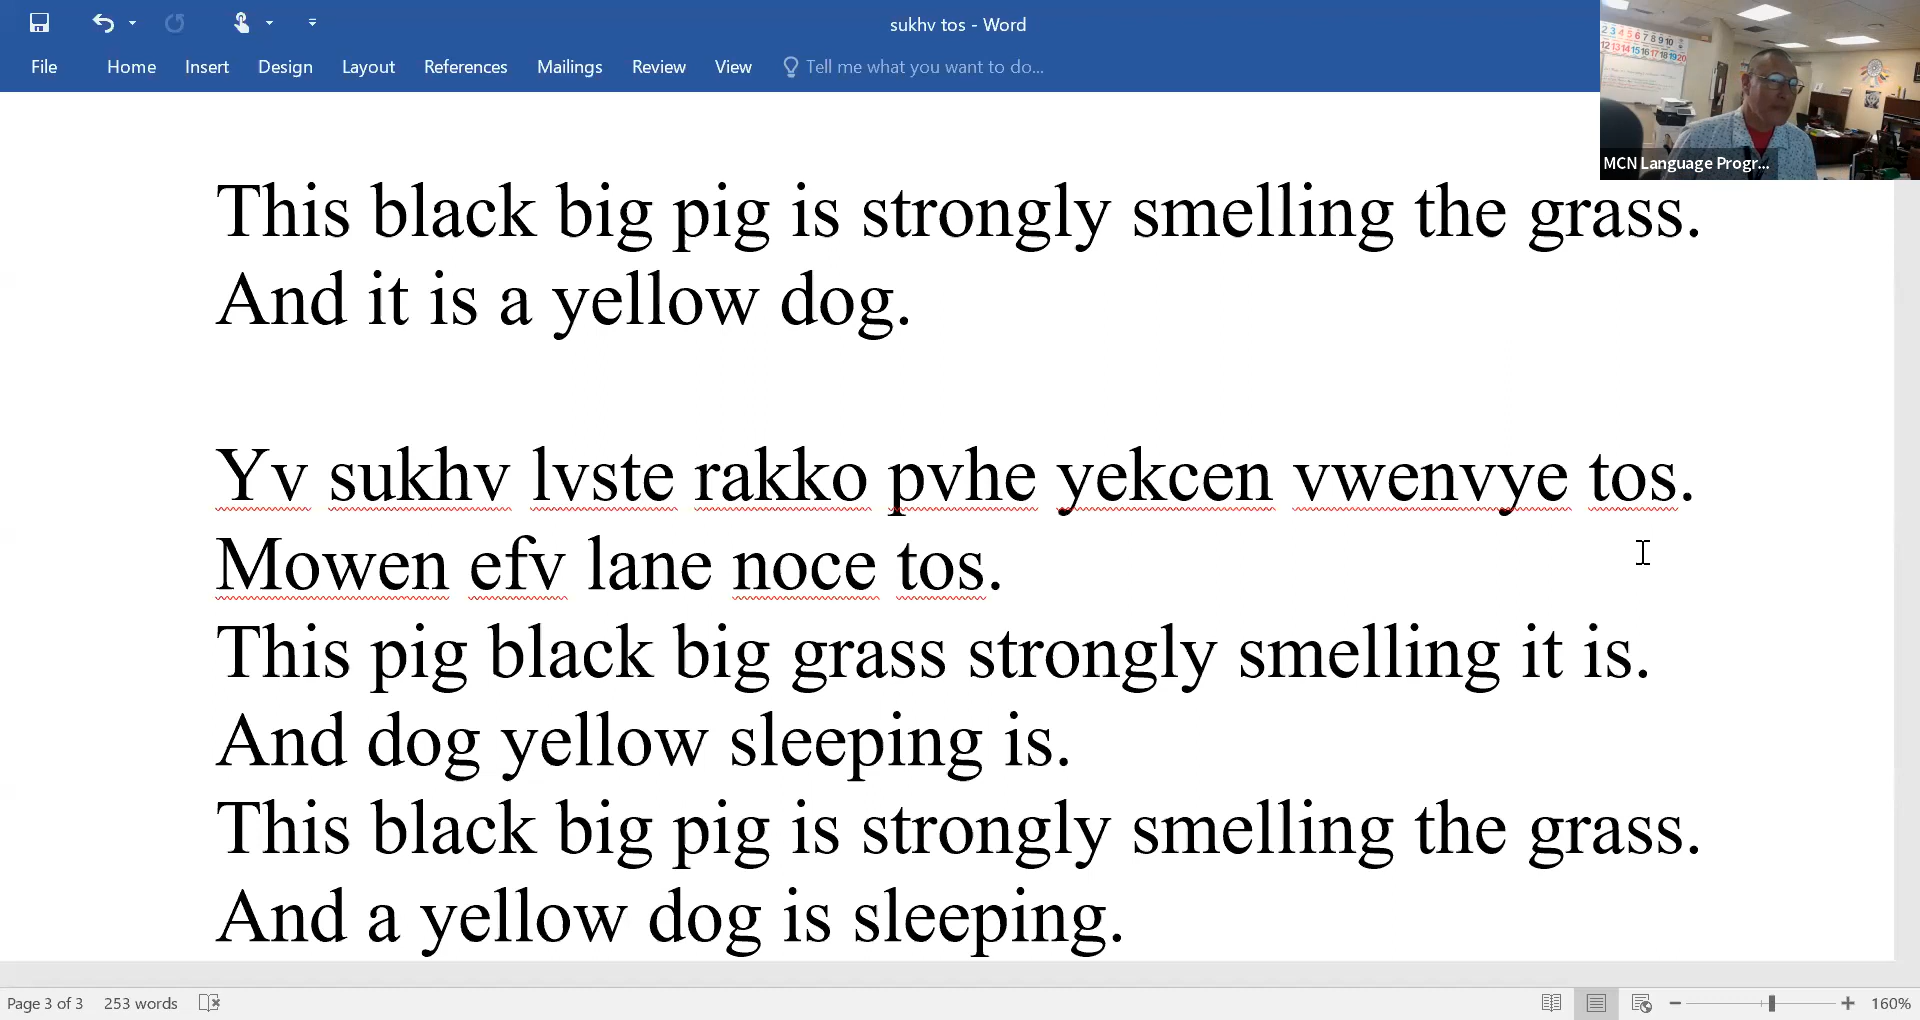 sukhv tos - Word
File Home Insert Design Layout References Mailings Review View Tell me what you want to do...
MCN Language Progr...
This black big pig is strongly smelling the grass.
And it is a yellow dog.
Yv sukhv lvste rakko pvhe yekcen vwenvye tos.
Mowen efv lane noce tos.
This pig black big grass strongly smelling it is.
And dog yellow sleeping is.
This black big pig is strongly smelling the grass.
And a yellow dog is sleeping.
Page 3 of 3 253 words 160%